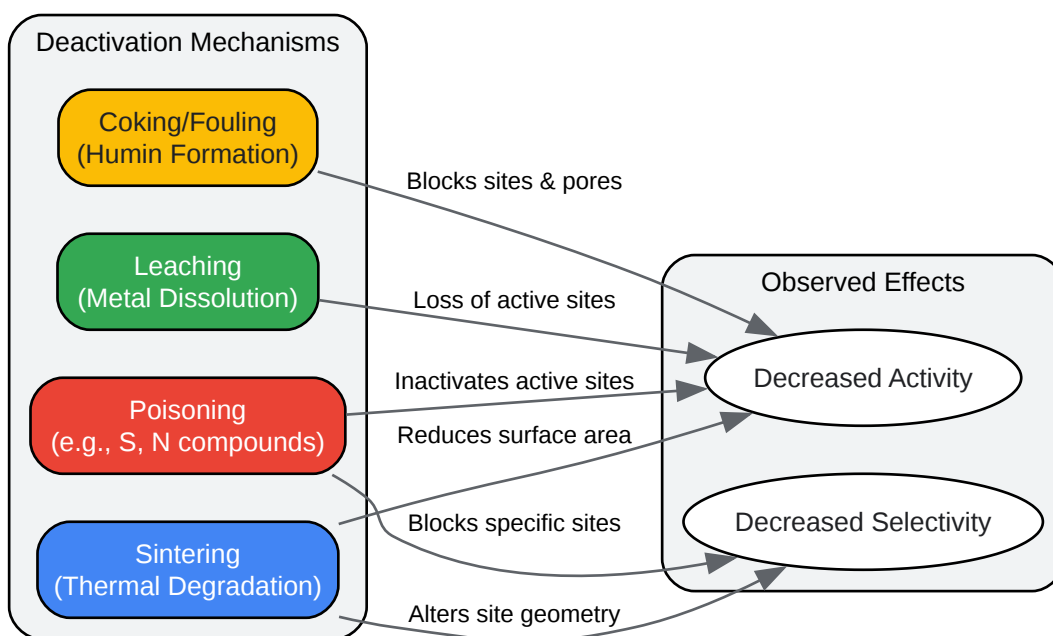 Deactivation Mechanisms
Coking/Fouling
(Humin Formation)
Blocks sites & pores
Leaching
(Metal Dissolution)
Loss of active sites
Observed Effects
Decreased Activity
Poisoning
(e.g., S, N compounds)
Inactivates active sites
Reduces surface area
Blocks specific sites
Decreased Selectivity
Sintering
(Thermal Degradation)
Alters site geometry